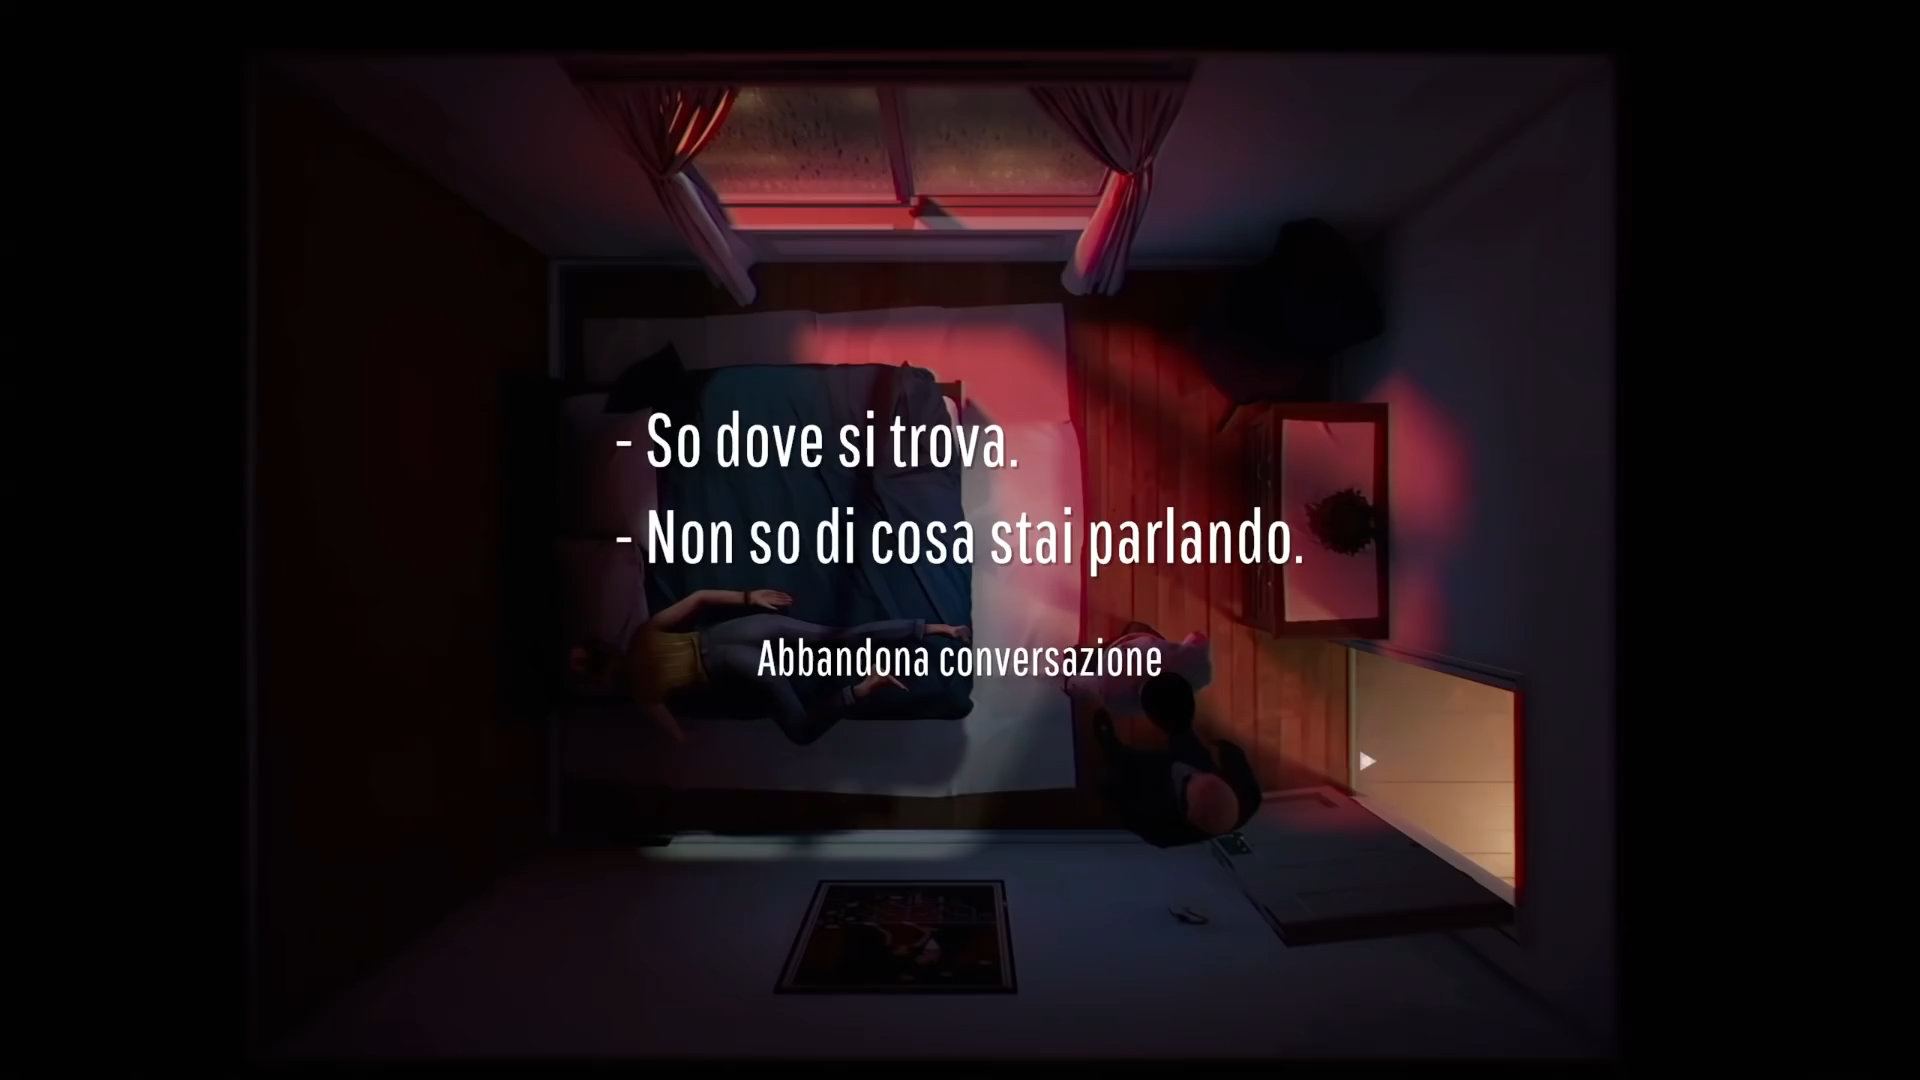 - So dove si trova.
- Non so di cosa stai parlando.
Abbandona conversazione